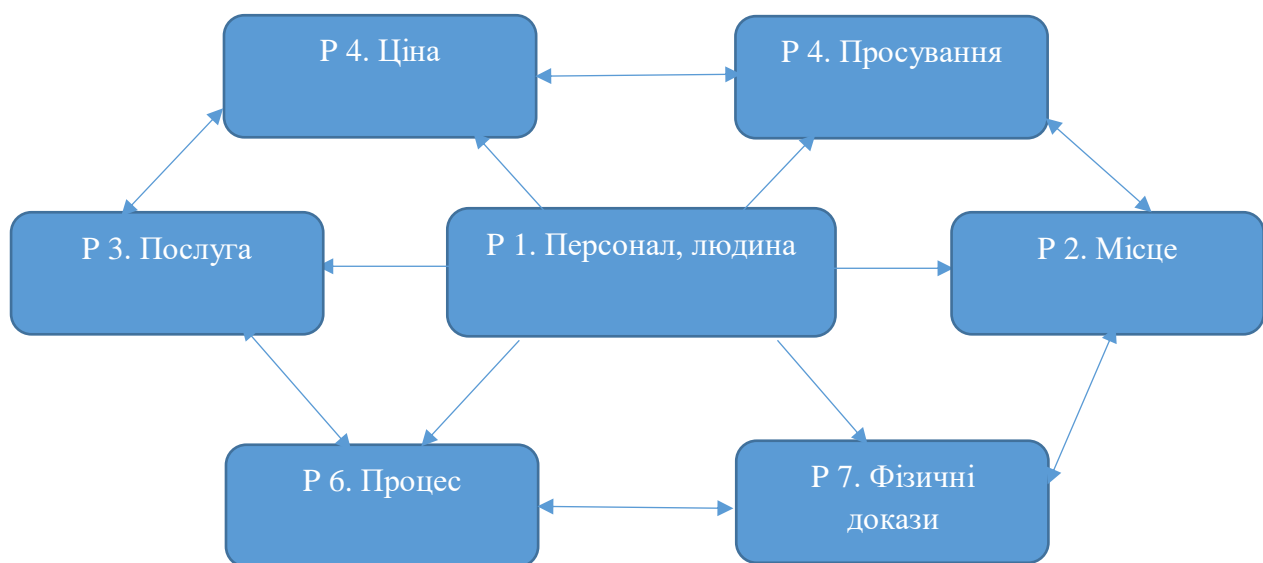 Р 4. Ціна
Р 4. Просування
Р 3. Послуга
Р 1. Персонал, людина
Р 2. Місце
Р 6. Процес
Р 7. Фізичні
докази